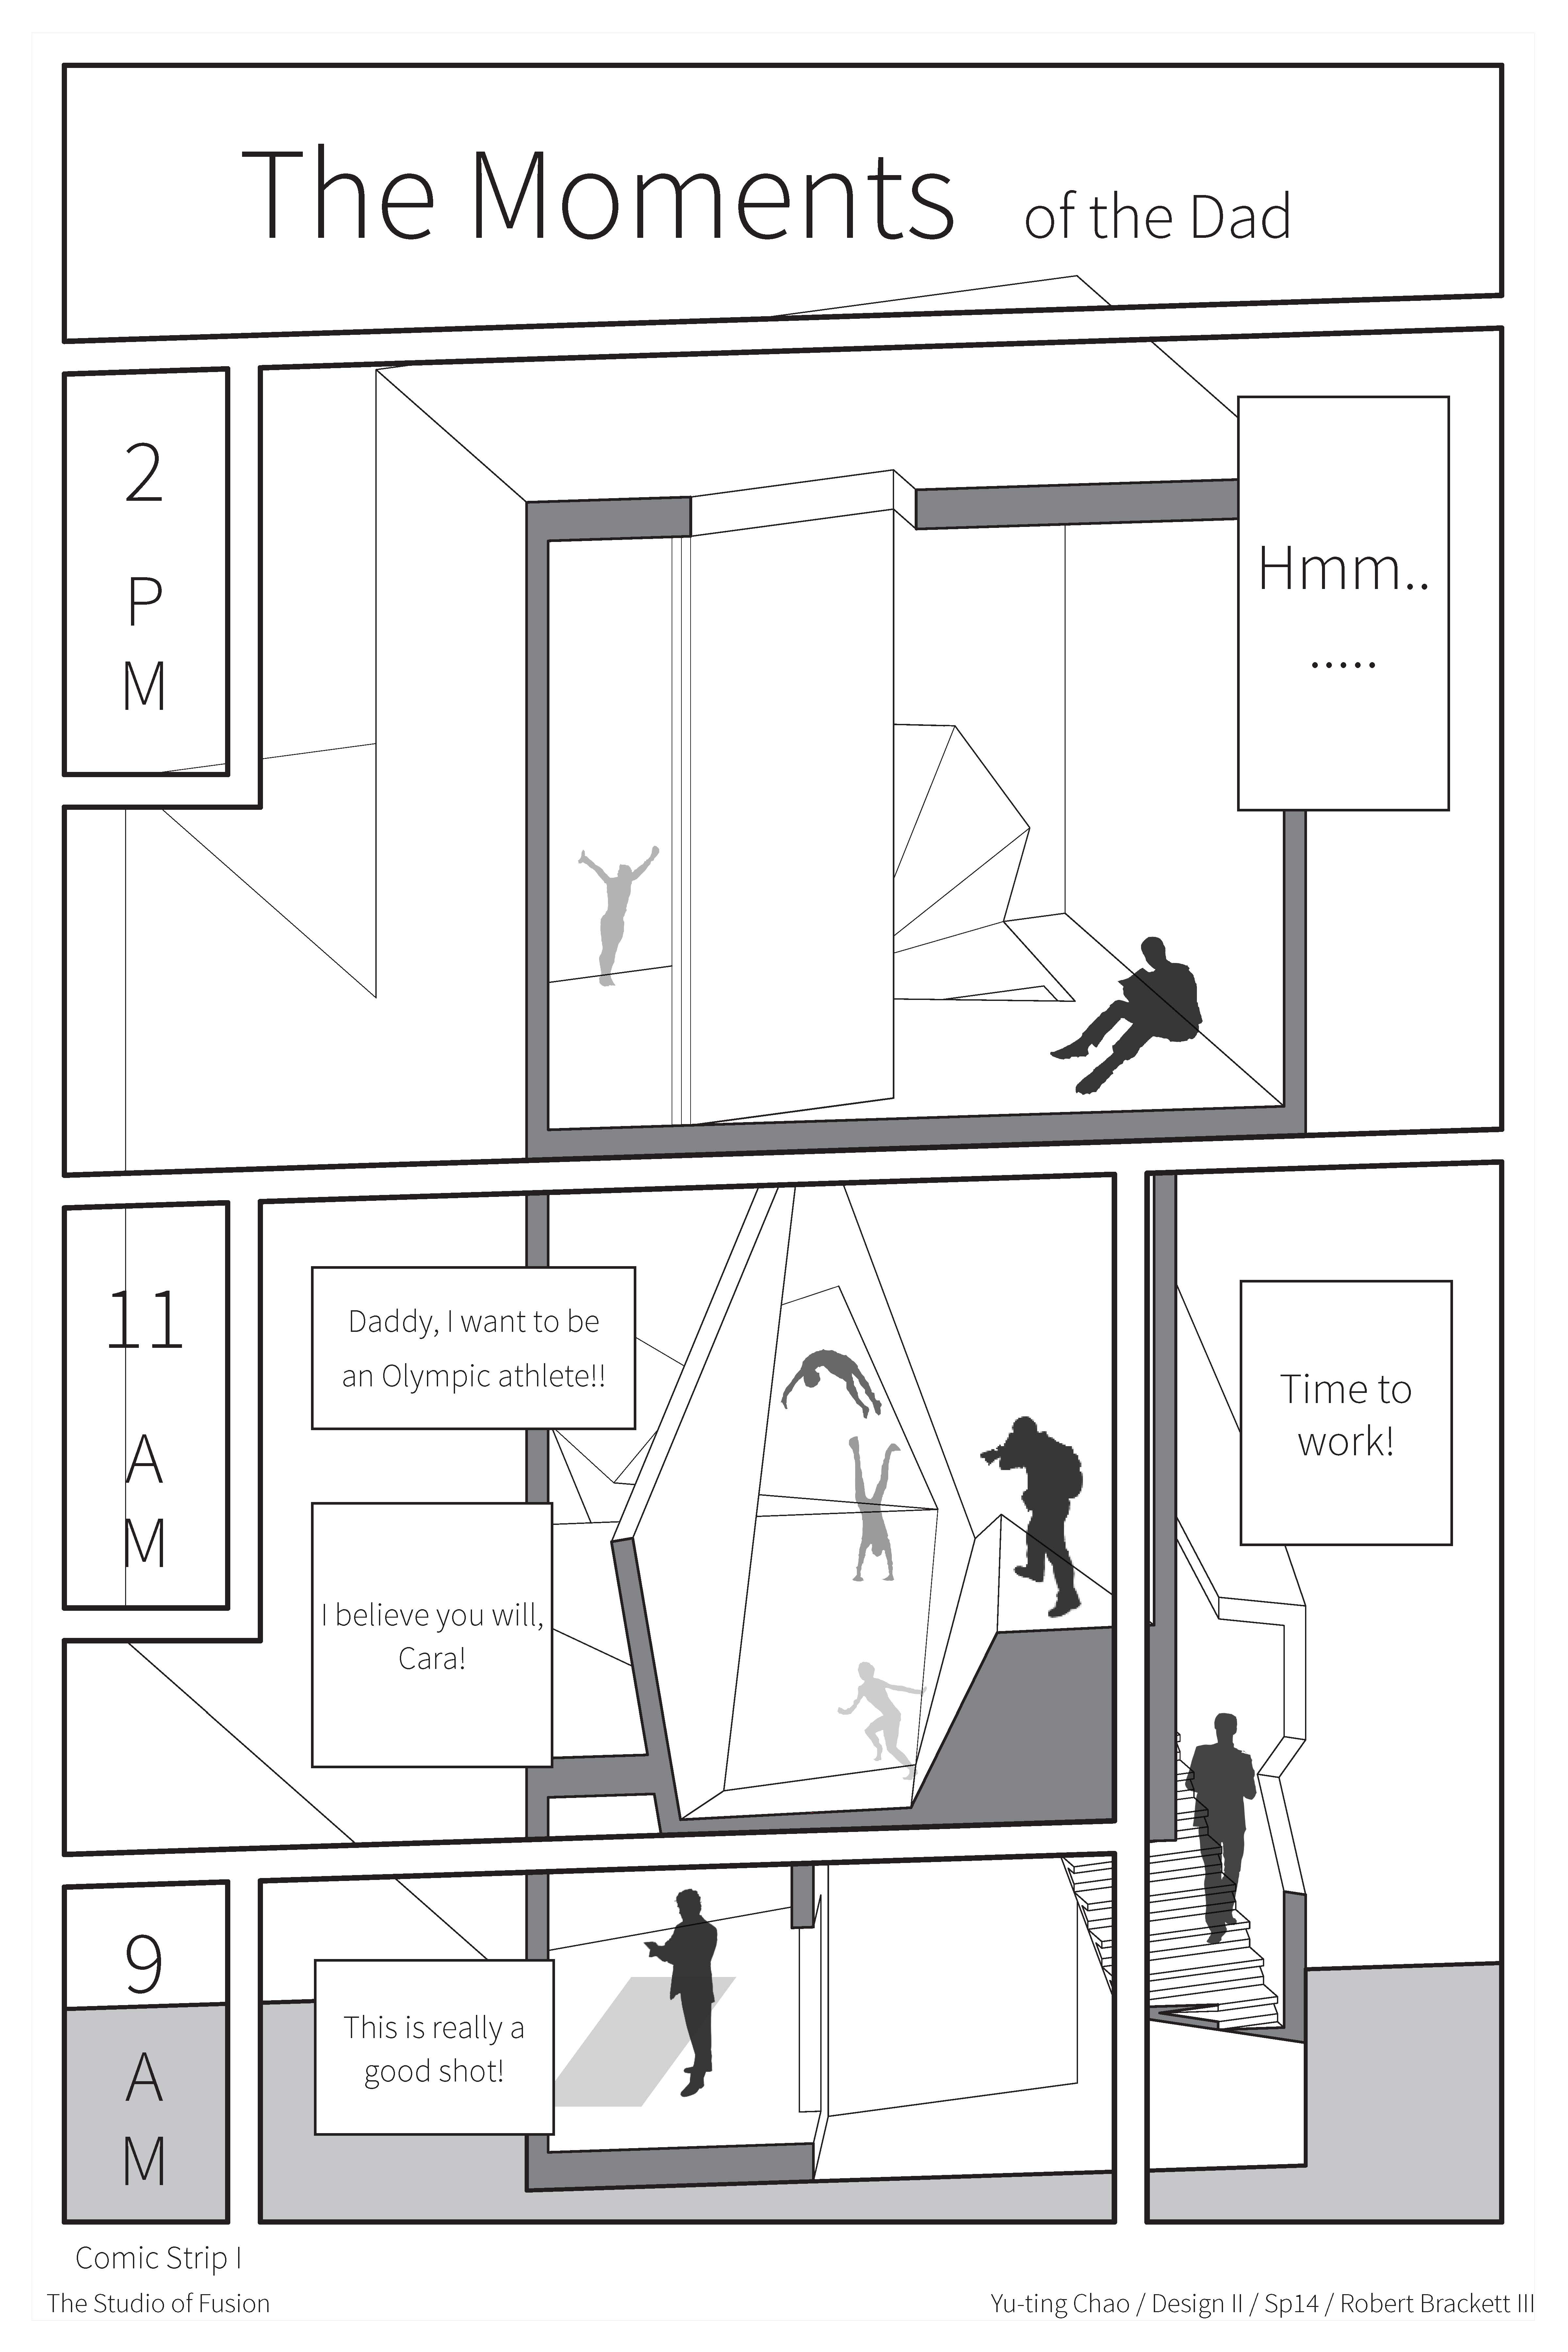 The Moments of the Dad
2
P
M
Hmm..
.....
11
A
M
Daddy, I want to be
an Olympic athlete!!
I believe you will,
Cara!
Time to
work!
9
A
M
This is really a
good shot!
Comic Strip I
The Studio of Fusion
Yu-ting Chao / Design II / Sp14 / Robert Brackett III